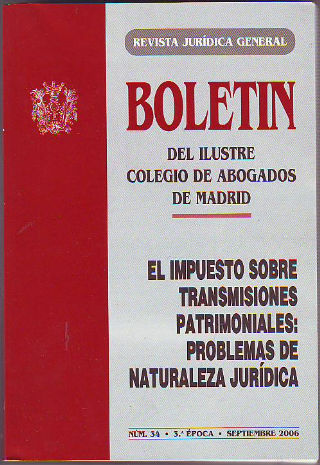 REVISTA JURÍDICA GENERAL
BOLETIN
DEL ILUSTRE
COLEGIO DE ABOGADOS
DE MADRID
EL IMPUESTO SOBRE
TRANSMISIONES
PATRIMONIALES:
PROBLEMAS DE
NATURALEZA JURÍDICA
NÚM. 34 • 3.ª ÉPOCA • SEPTIEMBRE 2006